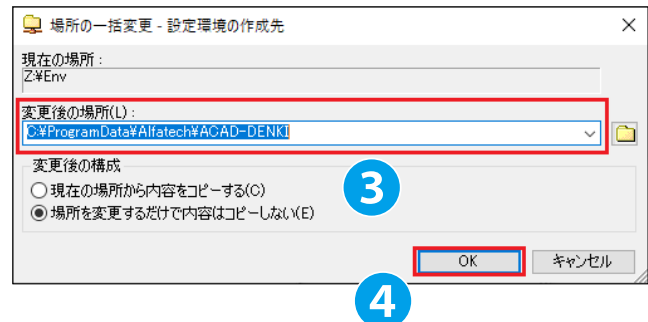 場所の一括変更 - 設定環境の作成先
現在の場所 :
Z:¥Env
変更後の場所(L) :
C:¥ProgramData¥Alfatech¥ACAD-DENKI
変更後の構成
現在の場所から内容をコピーする(C)
3
場所を変更するだけで内容はコピーしない(E)
OK
キャンセル
4